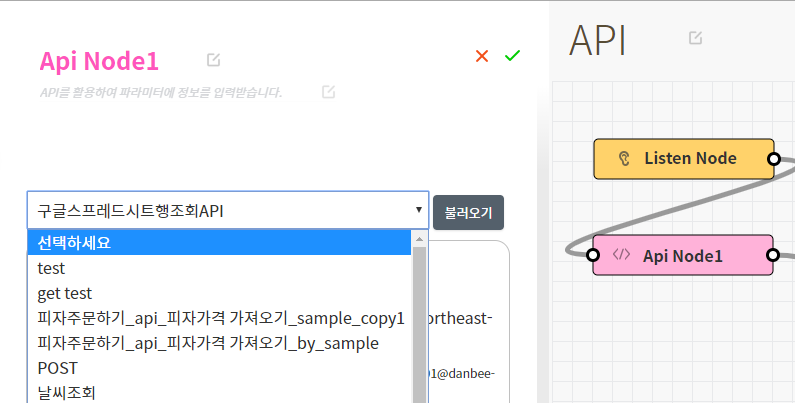 Api Node1
API를 활용하여 파라미터에 정보를 입력받습니다.
구글스프레드시트행조회API
불러오기
선택하세요
test
get test
피자주문하기_api_피자가격 가져오기_sample_copy1
ortheast-
피자주문하기_api_피자가격 가져오기_by_sample
POST
01@danbee-
날씨조회
API
Listen Node
Api Node1